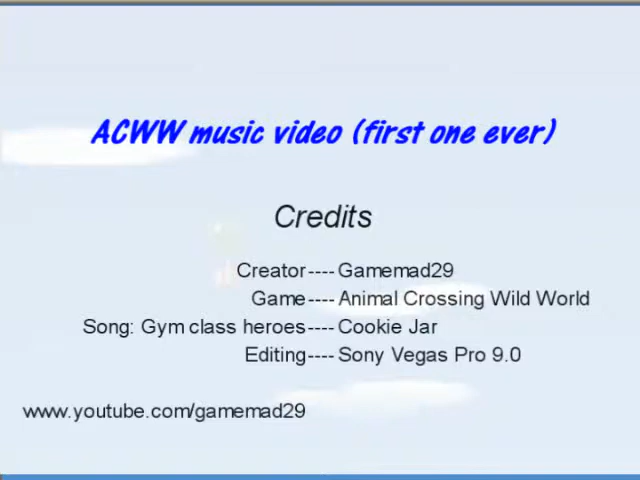 ACWW music video (first one ever)
Credits
Creator---- Gamemad29
Game---- Animal Crossing Wild World
Song: Gym class heroes---- Cookie Jar
Editing---- Sony Vegas Pro 9.0
www.youtube.com/gamemad29